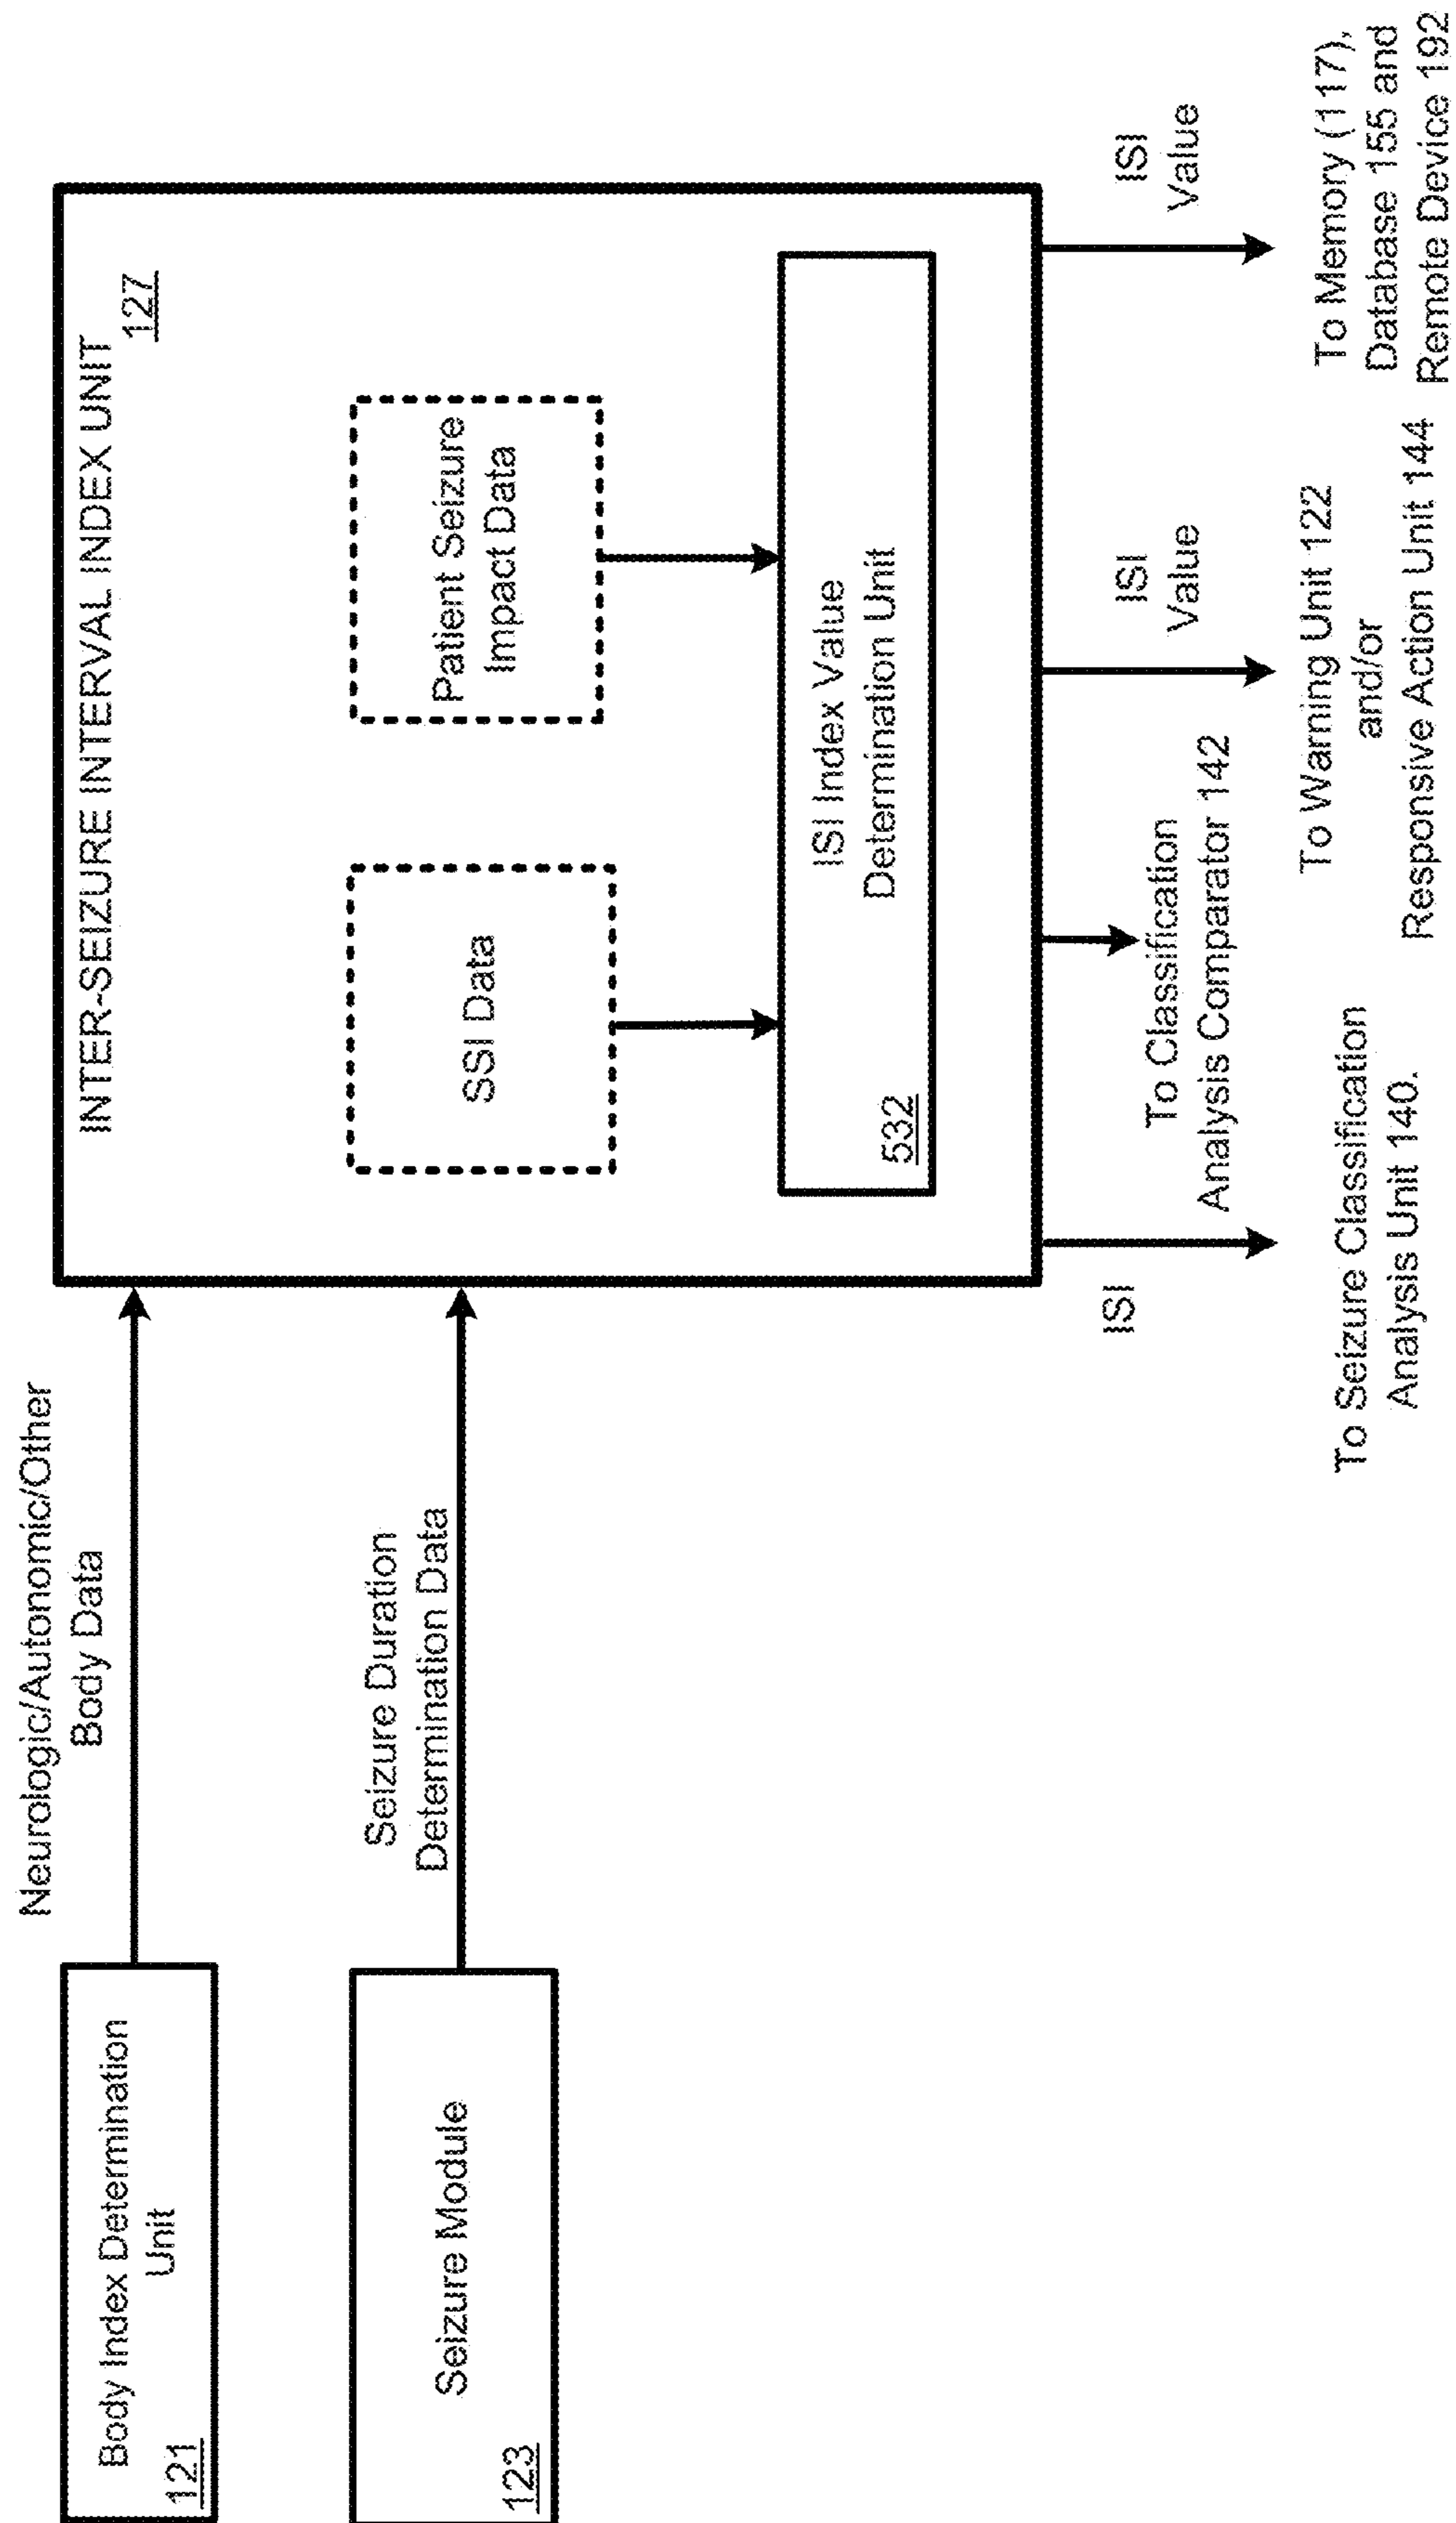 Neurologic/Autonomic/Other
Body Data
Body Index Determination
Unit
121
Seizure Duration
Determination Data
Seizure Module
123
INTER-SEIZURE INTERVAL INDEX UNIT
127
SSI Data
Patient Seizure
Impact Data
ISI Index Value
Determination Unit
532
ISI
To Seizure Classification
Analysis Unit 140.
To Classification
Analysis Comparator 142
ISI
Value
To Warning Unit 122
and/or
Responsive Action Unit 144
ISI
Value
To Memory (117),
Database 155 and
Remote Device 192